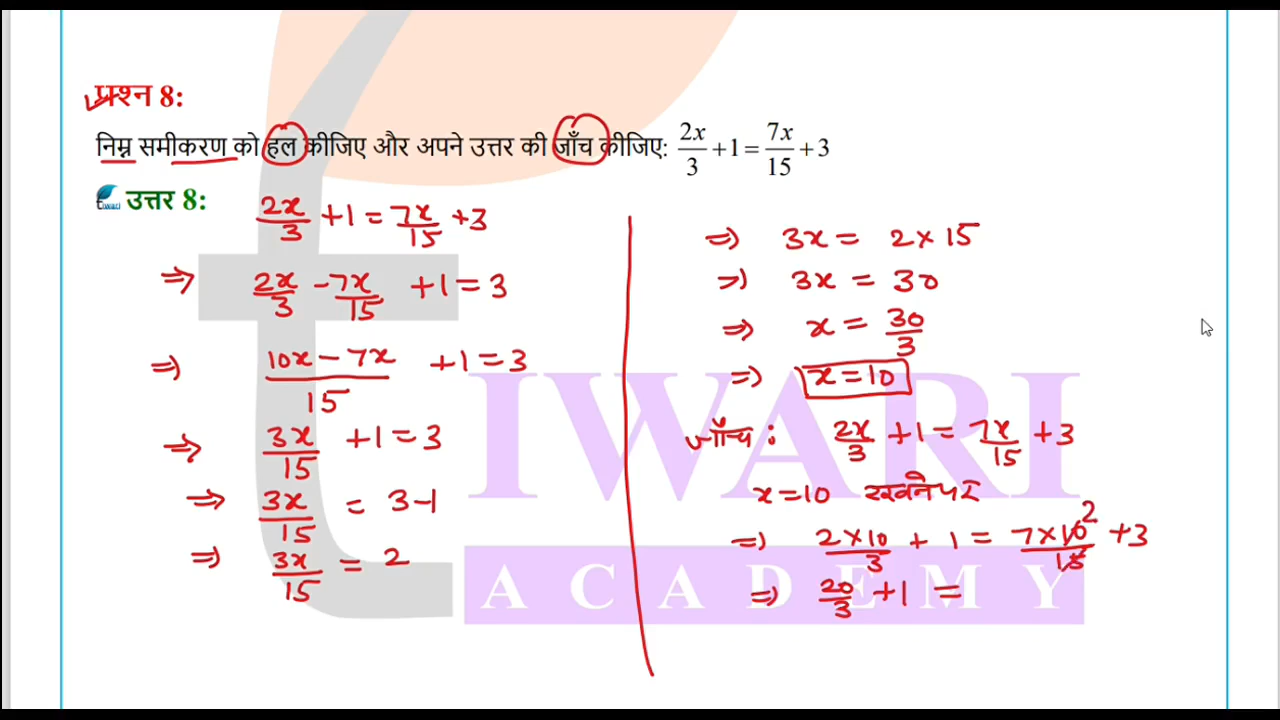 प्रश्न 8:
निम्न समीकरण को हल कीजिए और अपने उत्तर की जाँच कीजिए: 2x/3 + 1 = 7x/15 + 3
tiwari उत्तर 8:
2x/3 + 1 = 7x/15 + 3
⇒ 2x/3 - 7x/15 + 1 = 3
⇒ 10x - 7x/15 + 1 = 3
⇒ 3x/15 + 1 = 3
⇒ 3x/15 = 3 - 1
⇒ 3x/15 = 2
⇒ 3x = 2 × 15
⇒ 3x = 30
⇒ x = 30/3
⇒ x = 10
जाँच : 2x/3 + 1 = 7x/15 + 3
x = 10 रखने पर
⇒ 2 × 10/3 + 1 = 7 × 10 2/15 + 3
⇒ 20/3 + 1 =
tIWARI
ACADEMY